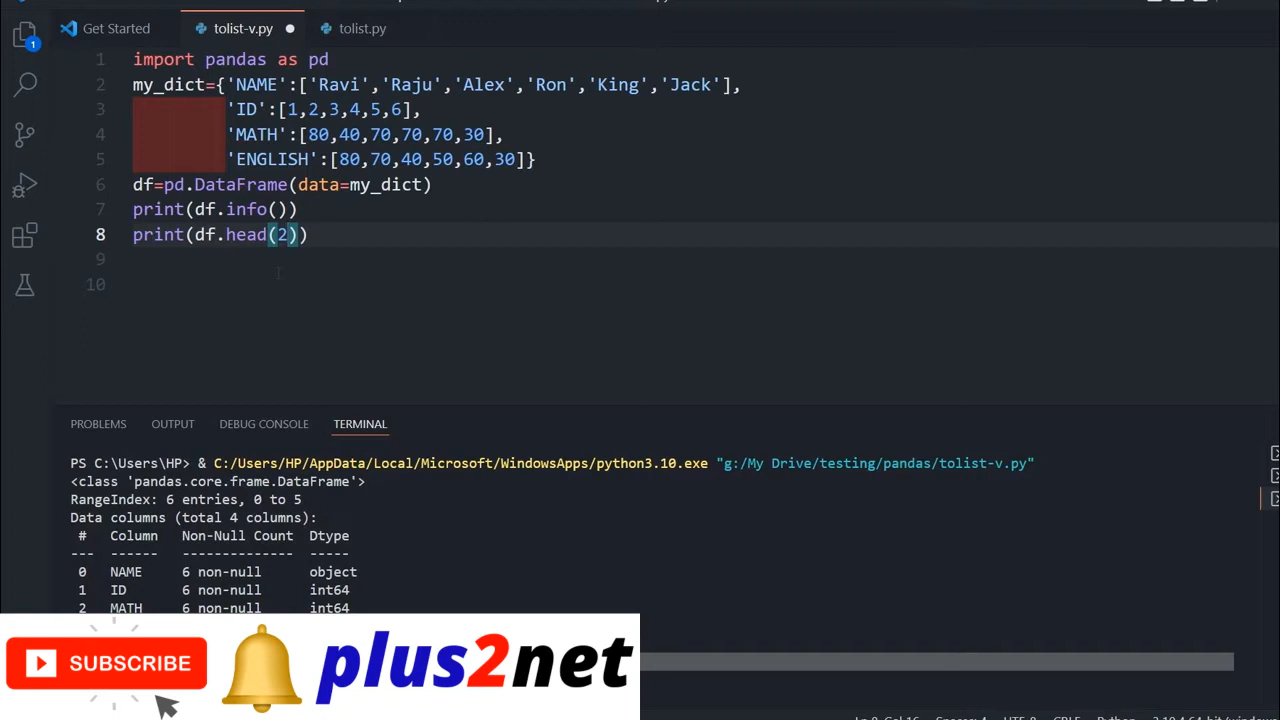 Get Started
tolist-v.py
tolist.py
1
1 import pandas as pd
2 my_dict={'NAME':['Ravi','Raju','Alex','Ron','King','Jack'],
3 'ID':[1,2,3,4,5,6],
4 'MATH':[80,40,70,70,70,30],
5 'ENGLISH':[80,70,40,50,60,30]}
6 df=pd.DataFrame(data=my_dict)
7 print(df.info())
8 print(df.head(2))
9
10
PROBLEMS OUTPUT DEBUG CONSOLE TERMINAL
PS C:\Users\HP> & C:/Users/HP/AppData/Local/Microsoft/WindowsApps/python3.10.exe "g:/My Drive/testing/pandas/tolist-v.py"
<class 'pandas.core.frame.DataFrame'>
RangeIndex: 6 entries, 0 to 5
Data columns (total 4 columns):
# Column Non-Null Count Dtype
--- ------ -------------- -----
0 NAME 6 non-null object
1 ID 6 non-null int64
2 MATH 6 non-null int64
SUBSCRIBE
plus2net